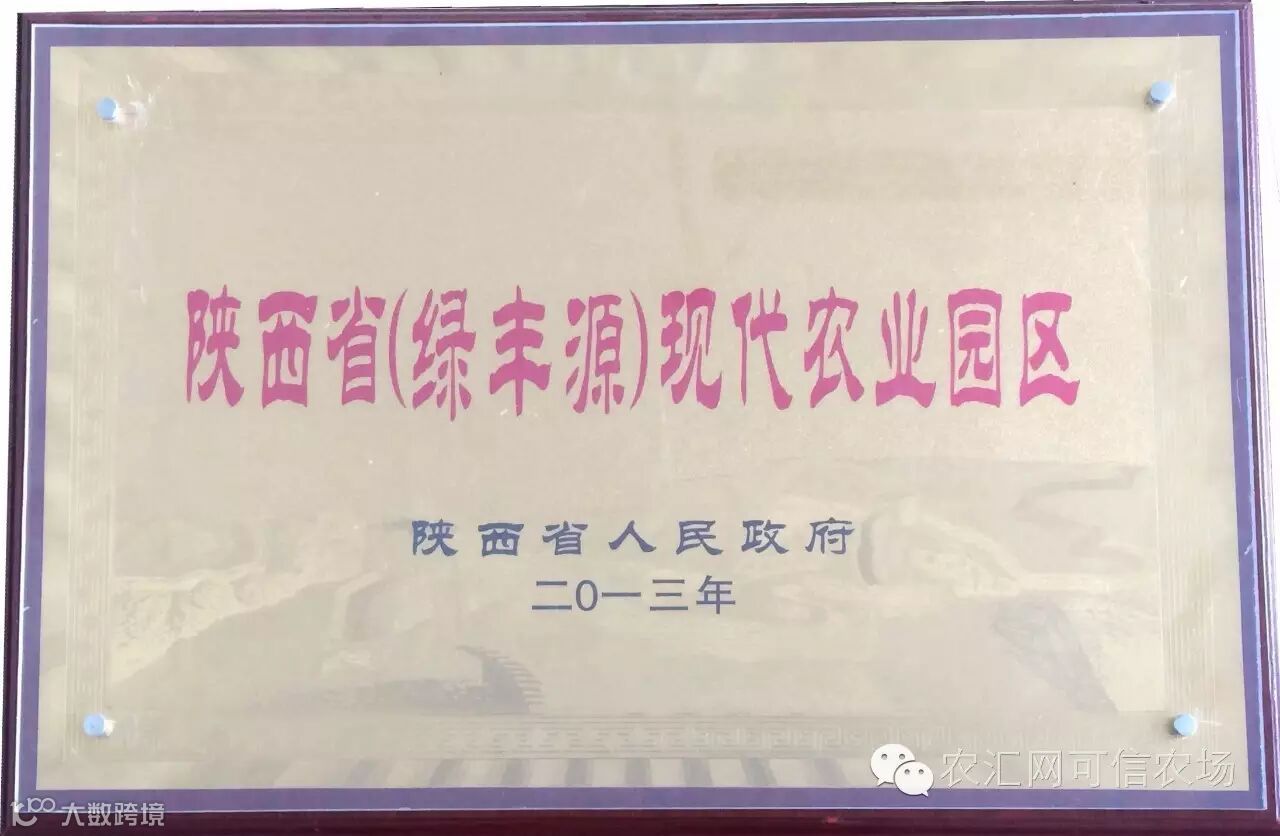 陕西省(绿丰源)现代农业园区
陕西省人民政府
二0一三年
农汇网可信农场
大数跨境